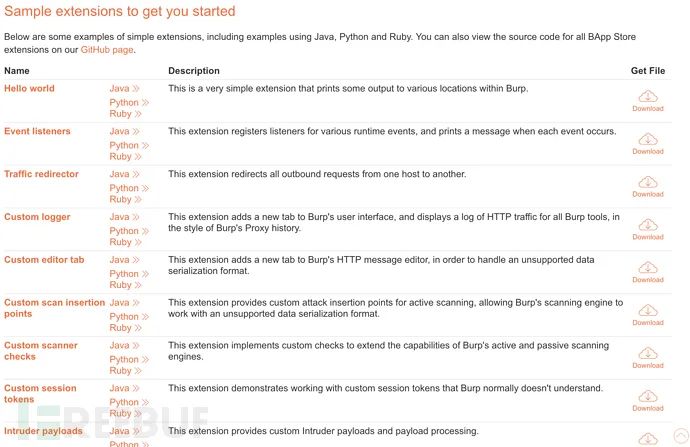 Sample extensions to get you started
Below are some examples of simple extensions, including examples using Java, Python and Ruby. You can also view the source code for all BApp Store
extensions on our GitHub page.
Name Description Get File
Hello world Java » This is a very simple extension that prints some output to various locations within Burp.
Python »
Ruby »
Download
Event listeners Java » This extension registers listeners for various runtime events, and prints a message when each event occurs.
Python »
Ruby »
Download
Traffic redirector Java » This extension redirects all outbound requests from one host to another.
Python »
Ruby »
Download
Custom logger Java » This extension adds a new tab to Burp's user interface, and displays a log of HTTP traffic for all Burp tools, in
Python » the style of Burp's Proxy history.
Ruby »
Download
Custom editor tab Java » This extension adds a new tab to Burp's HTTP message editor, in order to handle an unsupported data
Python » serialization format.
Ruby »
Download
Custom scan insertion Java » This extension provides custom attack insertion points for active scanning, allowing Burp's scanning engine to
points Python » work with an unsupported data serialization format.
Ruby »
Download
Custom scanner Java » This extension implements custom checks to extend the capabilities of Burp's active and passive scanning
checks Python » engines.
Ruby »
Download
Custom session Java » This extension demonstrates working with custom session tokens that Burp normally doesn't understand.
tokens Python »
Ruby »
Download
Intruder payloads Java » This extension provides custom Intruder payloads and payload processing.
Python »